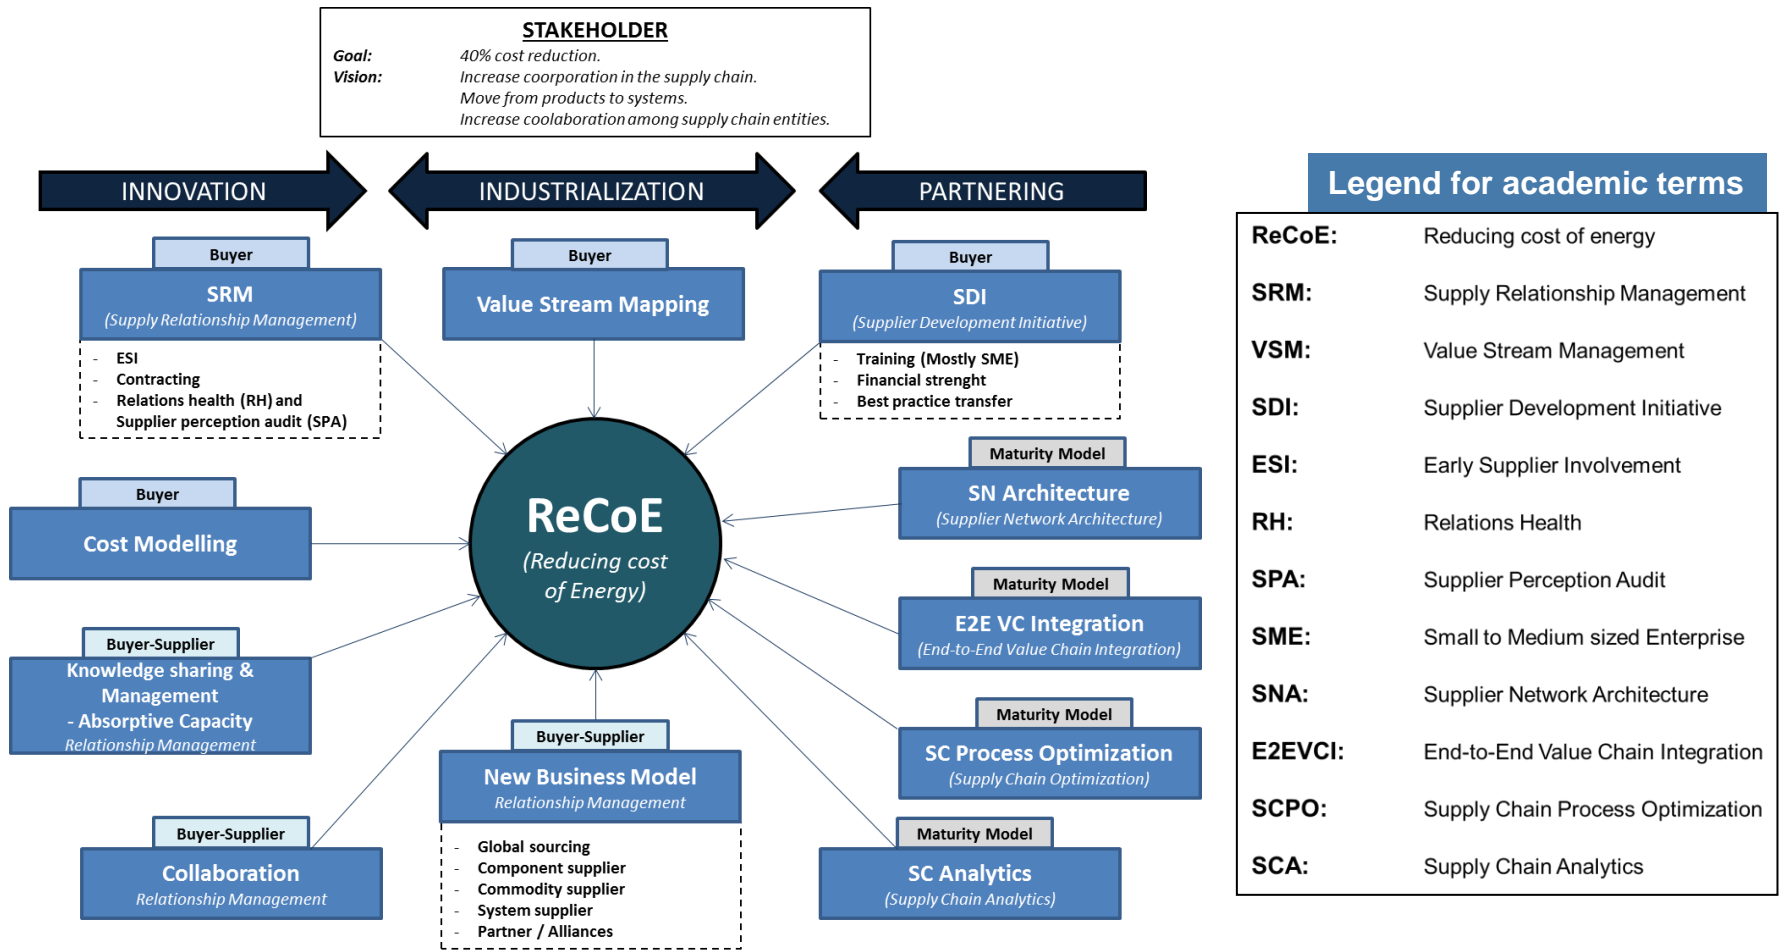 STAKEHOLDER
Goal: 40% cost reduction.
Vision: Increase coorporation in the supply chain.
Move from products to systems.
Increase coolaboration among supply chain entities.
INNOVATION
INDUSTRIALIZATION
PARTNERING
Buyer
SRM
(Supply Relationship Management)
- ESI
- Contracting
- Relations health (RH) and
Supplier perception audit (SPA)
Buyer
Value Stream Mapping
Buyer
SDI
(Supplier Development Initiative)
- Training (Mostly SME)
- Financial strenght
- Best practice transfer
Buyer
Cost Modelling
ReCoE
(Reducing cost
of Energy)
Maturity Model
SN Architecture
(Supplier Network Architecture)
Maturity Model
E2E VC Integration
(End-to-End Value Chain Integration)
Buyer-Supplier
Knowledge sharing &
Management
- Absorptive Capacity
Relationship Management
Maturity Model
SC Process Optimization
(Supply Chain Optimization)
Buyer-Supplier
New Business Model
Relationship Management
- Global sourcing
- Component supplier
- Commodity supplier
- System supplier
- Partner / Alliances
Buyer-Supplier
Collaboration
Relationship Management
Maturity Model
SC Analytics
(Supply Chain Analytics)
Legend for academic terms
ReCoE: Reducing cost of energy
SRM: Supply Relationship Management
VSM: Value Stream Management
SDI: Supplier Development Initiative
ESI: Early Supplier Involvement
RH: Relations Health
SPA: Supplier Perception Audit
SME: Small to Medium sized Enterprise
SNA: Supplier Network Architecture
E2EVCI: End-to-End Value Chain Integration
SCPO: Supply Chain Process Optimization
SCA: Supply Chain Analytics